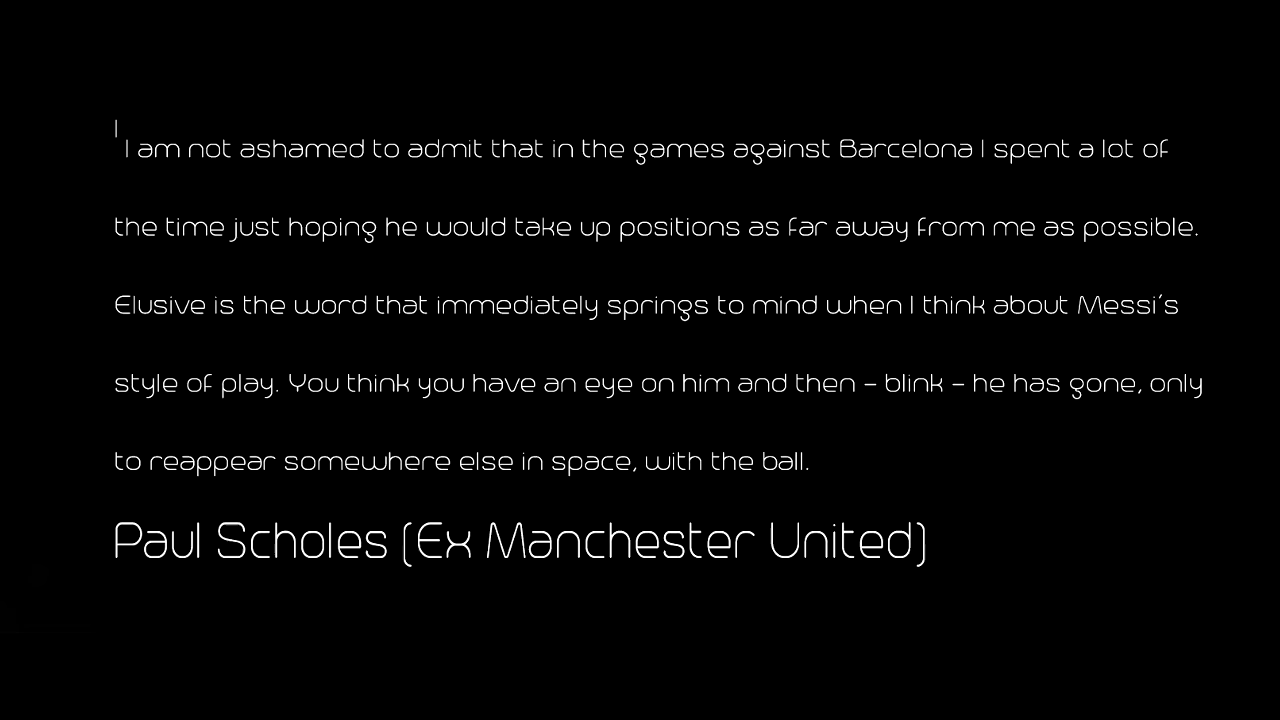 I
I am not ashamed to admit that in the games against Barcelona I spent a lot of
the time just hoping he would take up positions as far away from me as possible.
Elusive is the word that immediately springs to mind when I think about Messi's
style of play. You think you have an eye on him and then – blink – he has gone, only
to reappear somewhere else in space, with the ball.
Paul Scholes (Ex Manchester United)